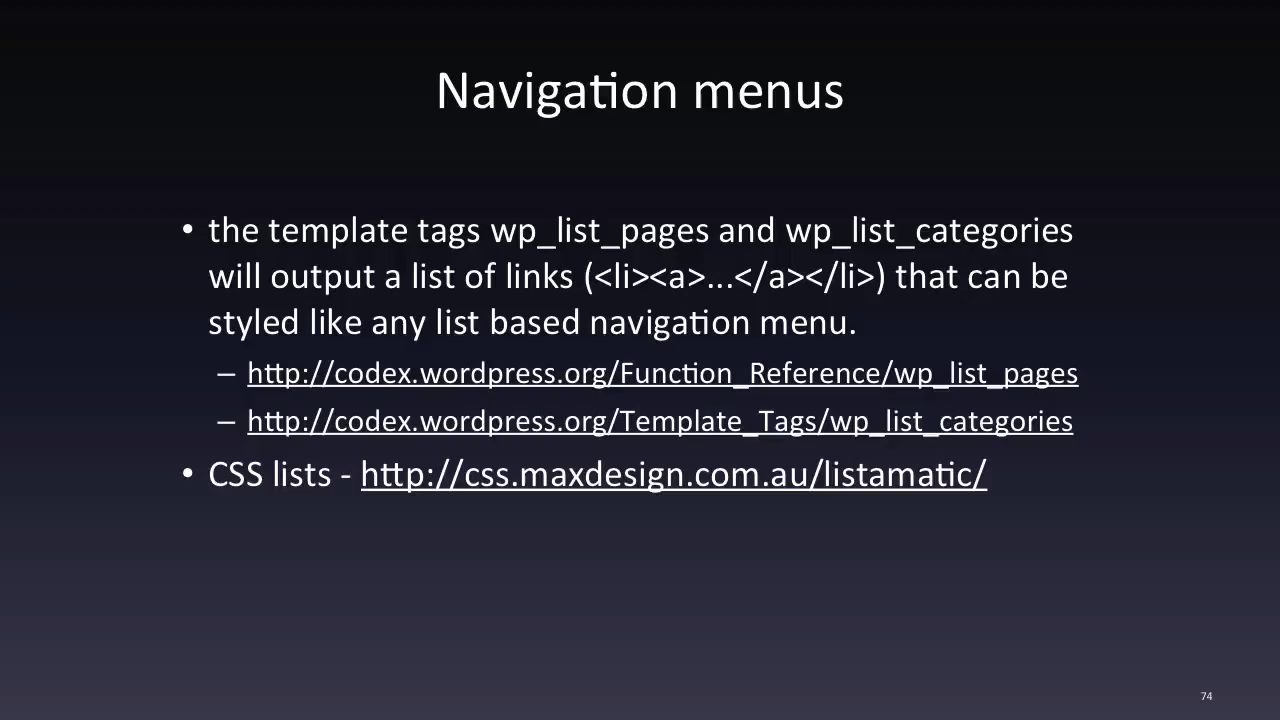 Navigation menus
• the template tags wp_list_pages and wp_list_categories
will output a list of links (<li><a>...</a></li>) that can be
styled like any list based navigation menu.
– http://codex.wordpress.org/Function_Reference/wp_list_pages
– http://codex.wordpress.org/Template_Tags/wp_list_categories
• CSS lists - http://css.maxdesign.com.au/listamatic/
74